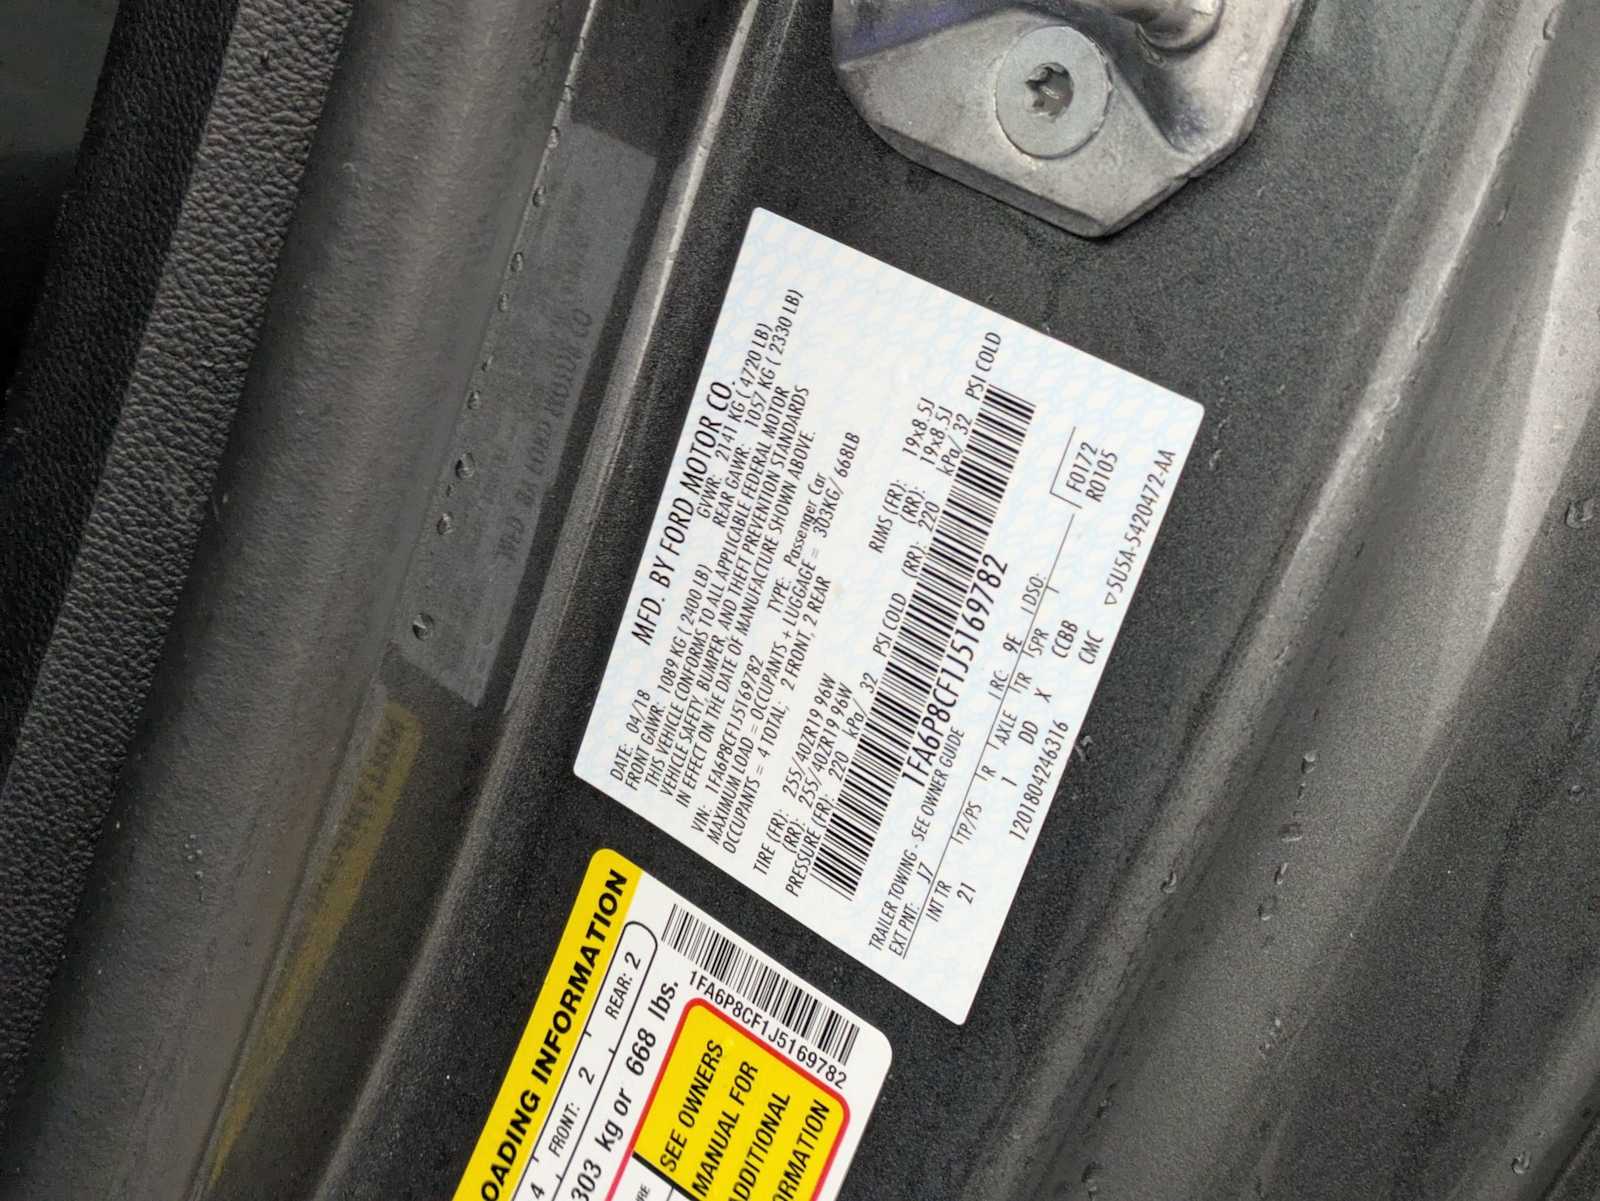 MFD. BY FORD MOTOR CO.
DATE: 04/18 GVWR: 2141 KG ( 4720 LB)
FRONT GAWR: 1089 KG ( 2400 LB) REAR GAWR: 1057 KG ( 2330 LB)
THIS VEHICLE CONFORMS TO ALL APPLICABLE FEDERAL MOTOR
VEHICLE SAFETY, BUMPER, AND THEFT PREVENTION STANDARDS
IN EFFECT ON THE DATE OF MANUFACTURE SHOWN ABOVE.
VIN: 1FA6P8CF1J5169782 TYPE: Passenger Car
MAXIMUM LOAD = OCCUPANTS + LUGGAGE = 303KG/ 668LB
OCCUPANTS = 4 TOTAL; 2 FRONT, 2 REAR
TIRE (FR): 255/40ZR19 96W RIMS (FR): 19x8.5J
(RR): 255/40ZR19 96W (RR): 19x8.5J
PRESSURE (FR): 220 kPa/ 32 PSI COLD (RR): 220 kPa/ 32 PSI COLD
1FA6P8CF1J5169782
TRAILER TOWING - SEE OWNER GUIDE
EXT PNT: J7 RC: 9E DSO: F0172
INT TR TP/PS R AXLE TR SPR R0105
21 1 DD X CCBB
CMC
1201804246316 ▽5U5A-5420472-AA
OADING INFORMATION
4 FRONT: 2 REAR: 2
303 kg or 668 lbs.
1FA6P8CF1J5169782
SEE OWNERS
MANUAL FOR
ADDITIONAL
ORMATION